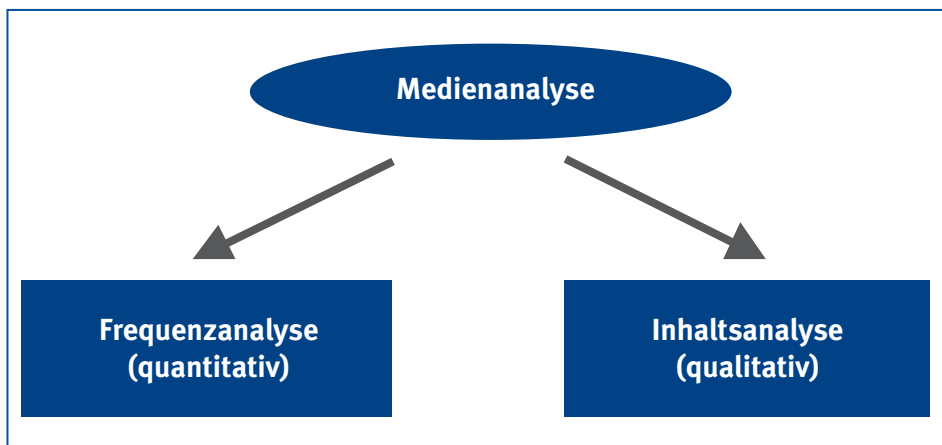 Medienanalyse
Frequenzanalyse
(quantitativ)
Inhaltsanalyse
(qualitativ)